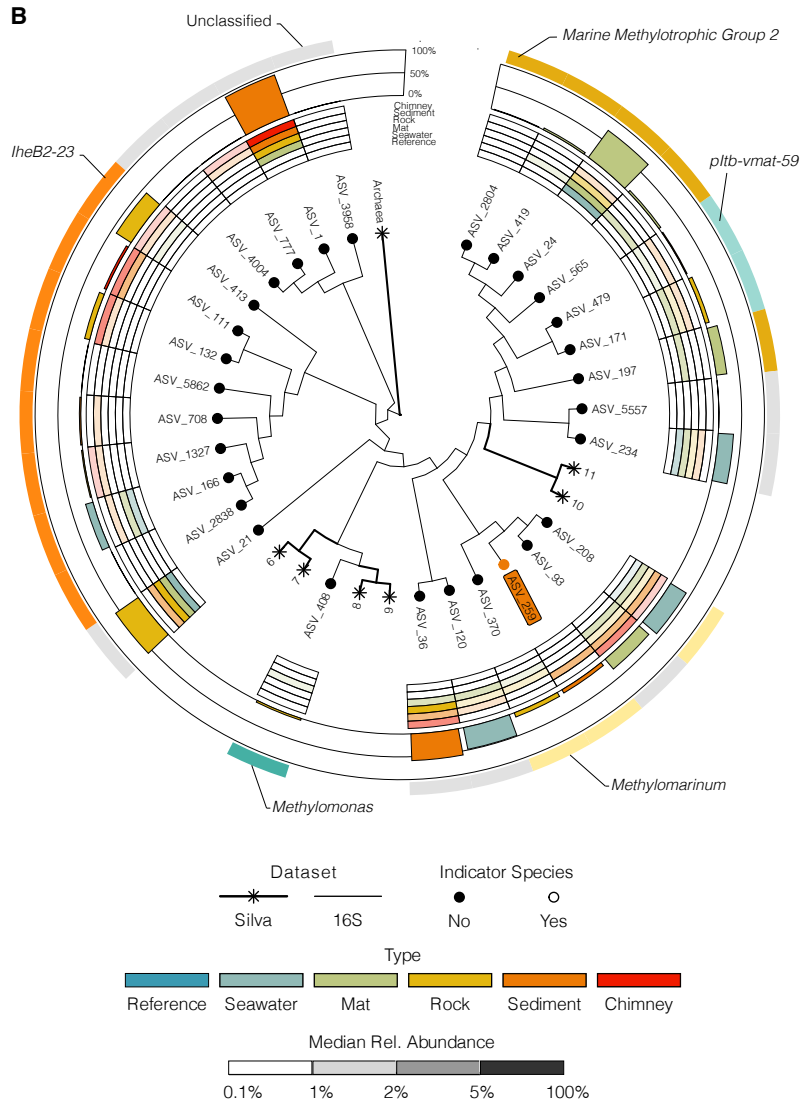 B
Unclassified
Marine Methylotrophic Group 2
pItb-vmat-59
IheB2-23
100%
50%
0%
Chimney
Sediment
Rock
Mat
Seawater
Reference
Archaea
ASV_3958
ASV_1
ASV_777
ASV_4004
ASV_413
ASV_111
ASV_132
ASV_5862
ASV_708
ASV_1327
ASV_166
ASV_2838
ASV_21
6
7
ASV_408
8
9
ASV_36
ASV_120
ASV_370
ASV_259
ASV_93
ASV_208
10
11
ASV_234
ASV_5557
ASV_197
ASV_171
ASV_479
ASV_565
ASV_24
ASV_419
ASV_2804
Methylomonas
Methylomarinum
Dataset
Silva
16S
Indicator Species
No
Yes
Type
Reference
Seawater
Mat
Rock
Sediment
Chimney
Median Rel. Abundance
0.1%
1%
2%
5%
100%